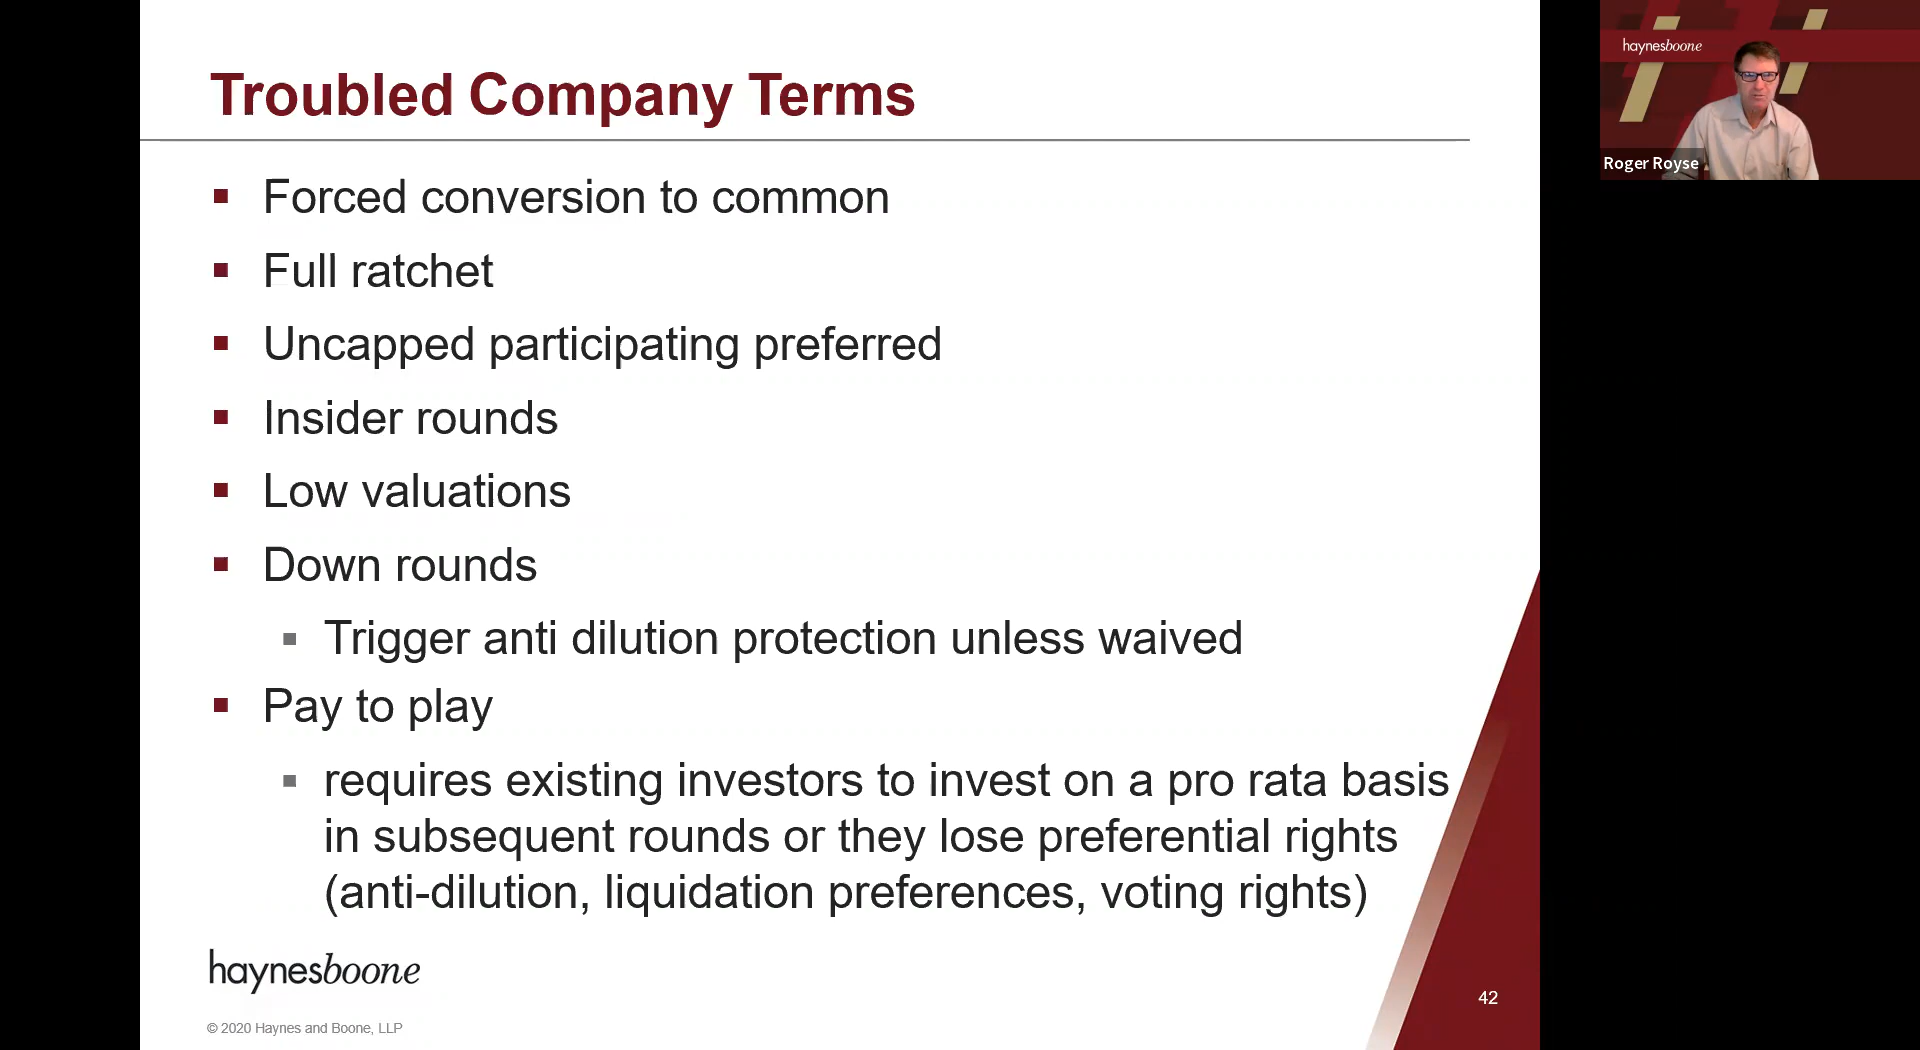 Troubled Company Terms
Forced conversion to common
Full ratchet
Uncapped participating preferred
Insider rounds
Low valuations
Down rounds
Trigger anti dilution protection unless waived
Pay to play
requires existing investors to invest on a pro rata basis
in subsequent rounds or they lose preferential rights
(anti-dilution, liquidation preferences, voting rights)
haynesboone
© 2020 Haynes and Boone, LLP
42
haynesboone
Roger Royse